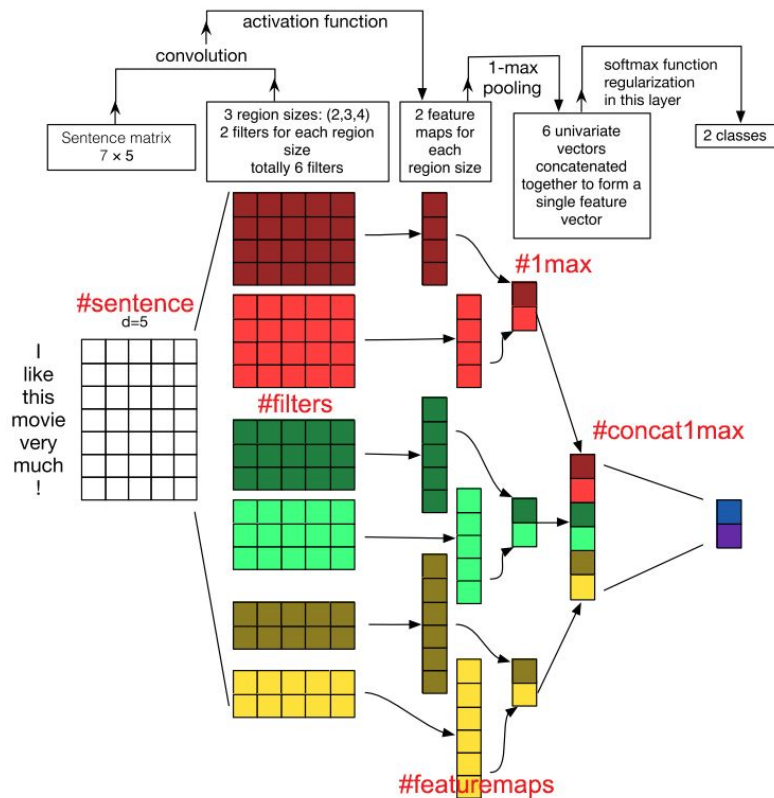 activation function
convolution
1-max
pooling
softmax function
regularization
in this layer
Sentence matrix
7 × 5
3 region sizes: (2,3,4)
2 filters for each region
size
totally 6 filters
2 feature
maps for
each
region size
6 univariate
vectors
concatenated
together to form a
single feature
vector
2 classes
#sentence
d=5
I
like
this
movie
very
much
!
#filters
#1max
#concat1max
#featuremaps